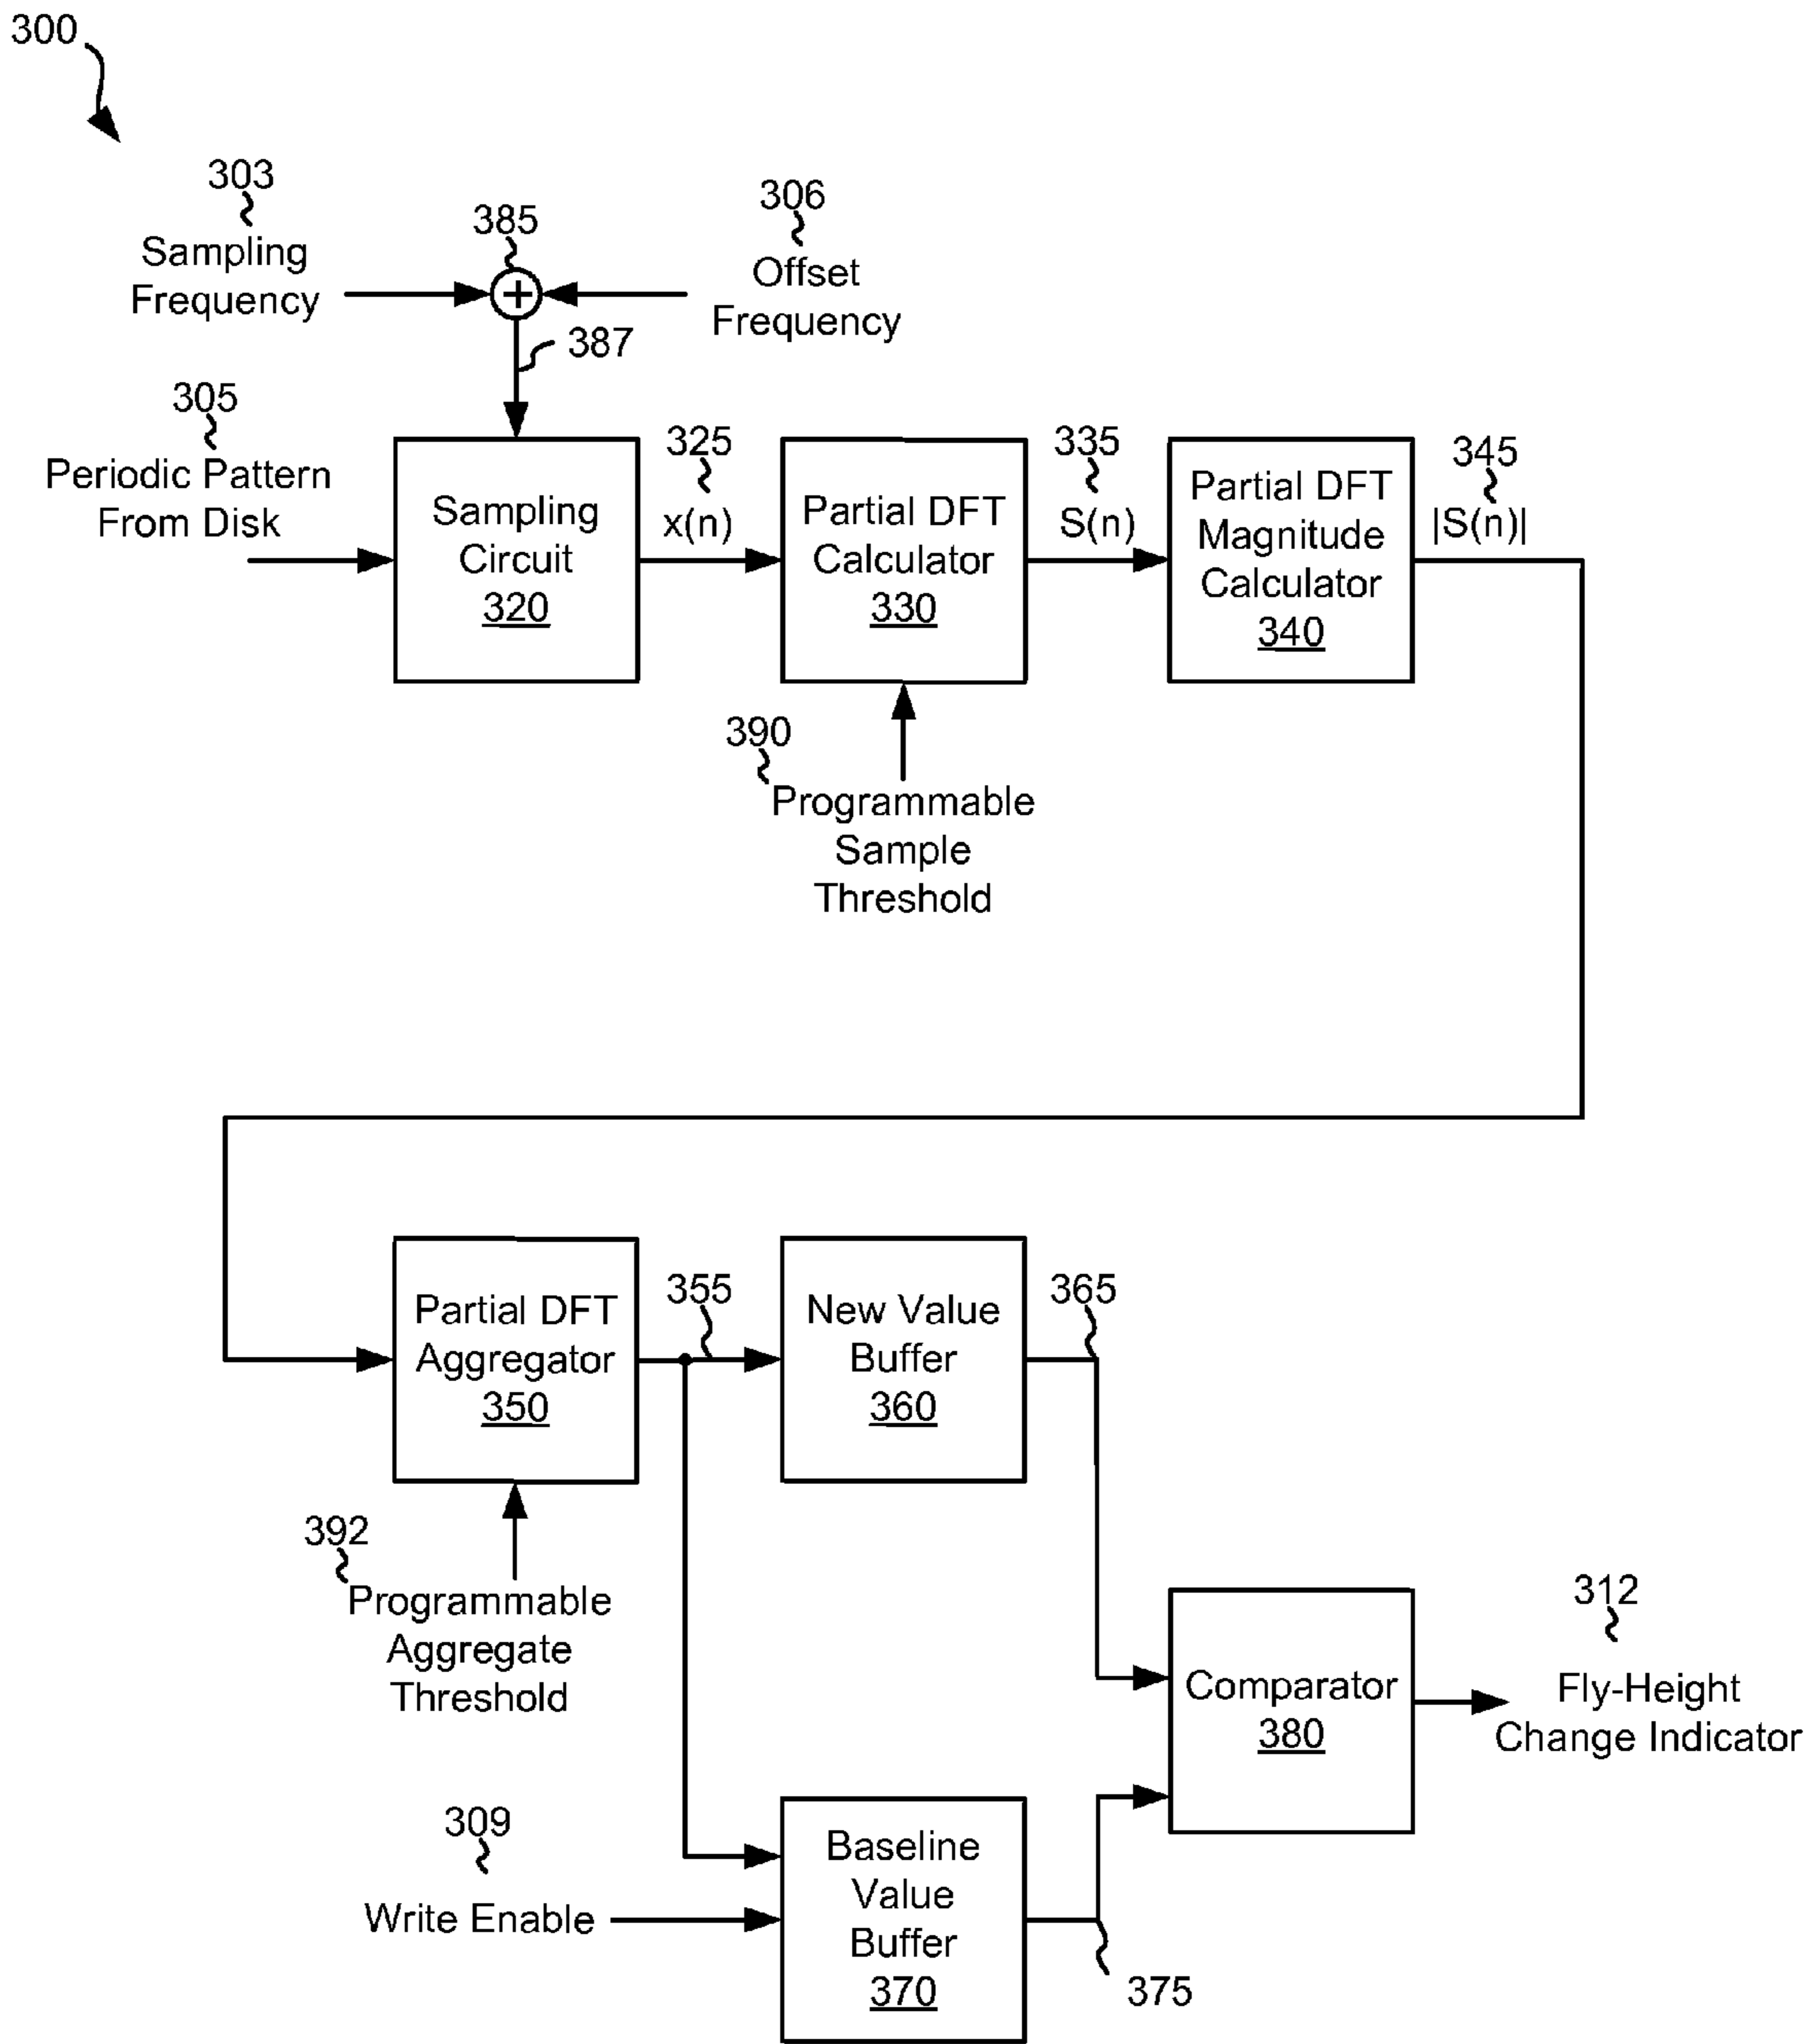 300
303
Sampling
Frequency
385
+
306
Offset
Frequency
387
305
Periodic Pattern
From Disk
Sampling
Circuit
320
325
x(n)
Partial DFT
Calculator
330
335
S(n)
Partial DFT
Magnitude
Calculator
340
345
|S(n)|
390
Programmable
Sample
Threshold
Partial DFT
Aggregator
350
355
New Value
Buffer
360
365
392
Programmable
Aggregate
Threshold
Comparator
380
312
Fly-Height
Change Indicator
309
Write Enable
Baseline
Value
Buffer
370
375